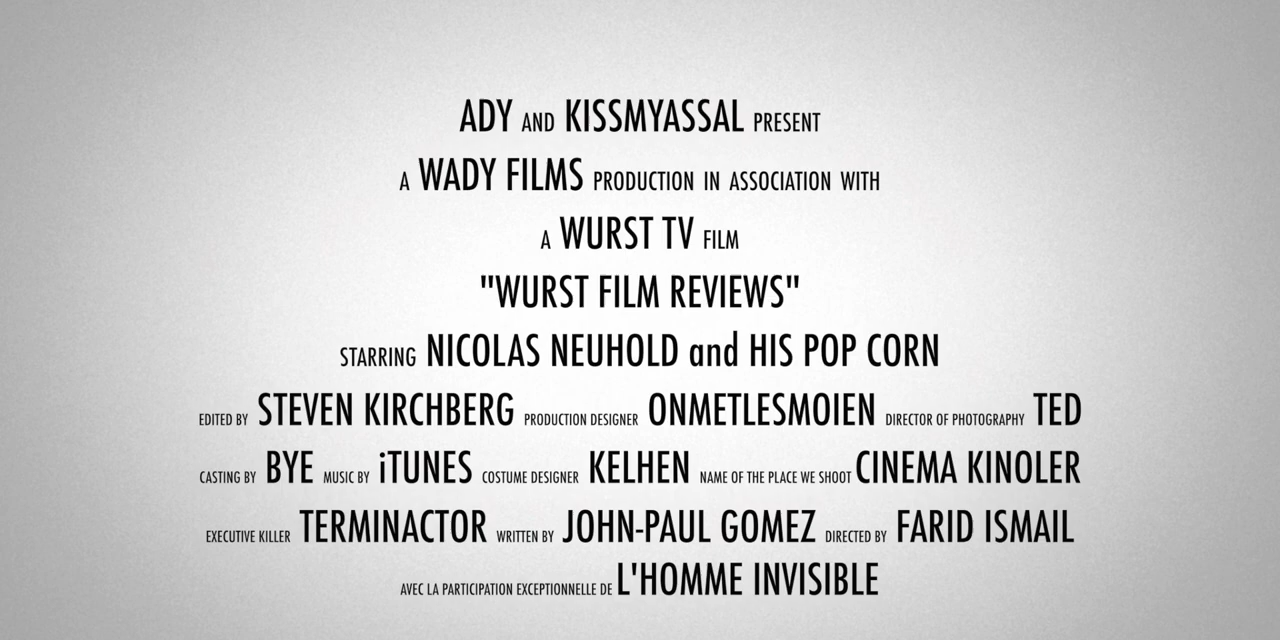 ADY AND KISSMYASSAL PRESENT
A WADY FILMS PRODUCTION IN ASSOCIATION WITH
A WURST TV FILM
"WURST FILM REVIEWS"
STARRING NICOLAS NEUHOLD and HIS POP CORN
EDITED BY STEVEN KIRCHBERG PRODUCTION DESIGNER ONMETLESMOIEN DIRECTOR OF PHOTOGRAPHY TED
CASTING BY BYE MUSIC BY iTUNES COSTUME DESIGNER KELHEN NAME OF THE PLACE WE SHOOT CINEMA KINOLER
EXECUTIVE KILLER TERMINACTOR WRITTEN BY JOHN-PAUL GOMEZ DIRECTED BY FARID ISMAIL
AVEC LA PARTICIPATION EXCEPTIONNELLE DE L'HOMME INVISIBLE